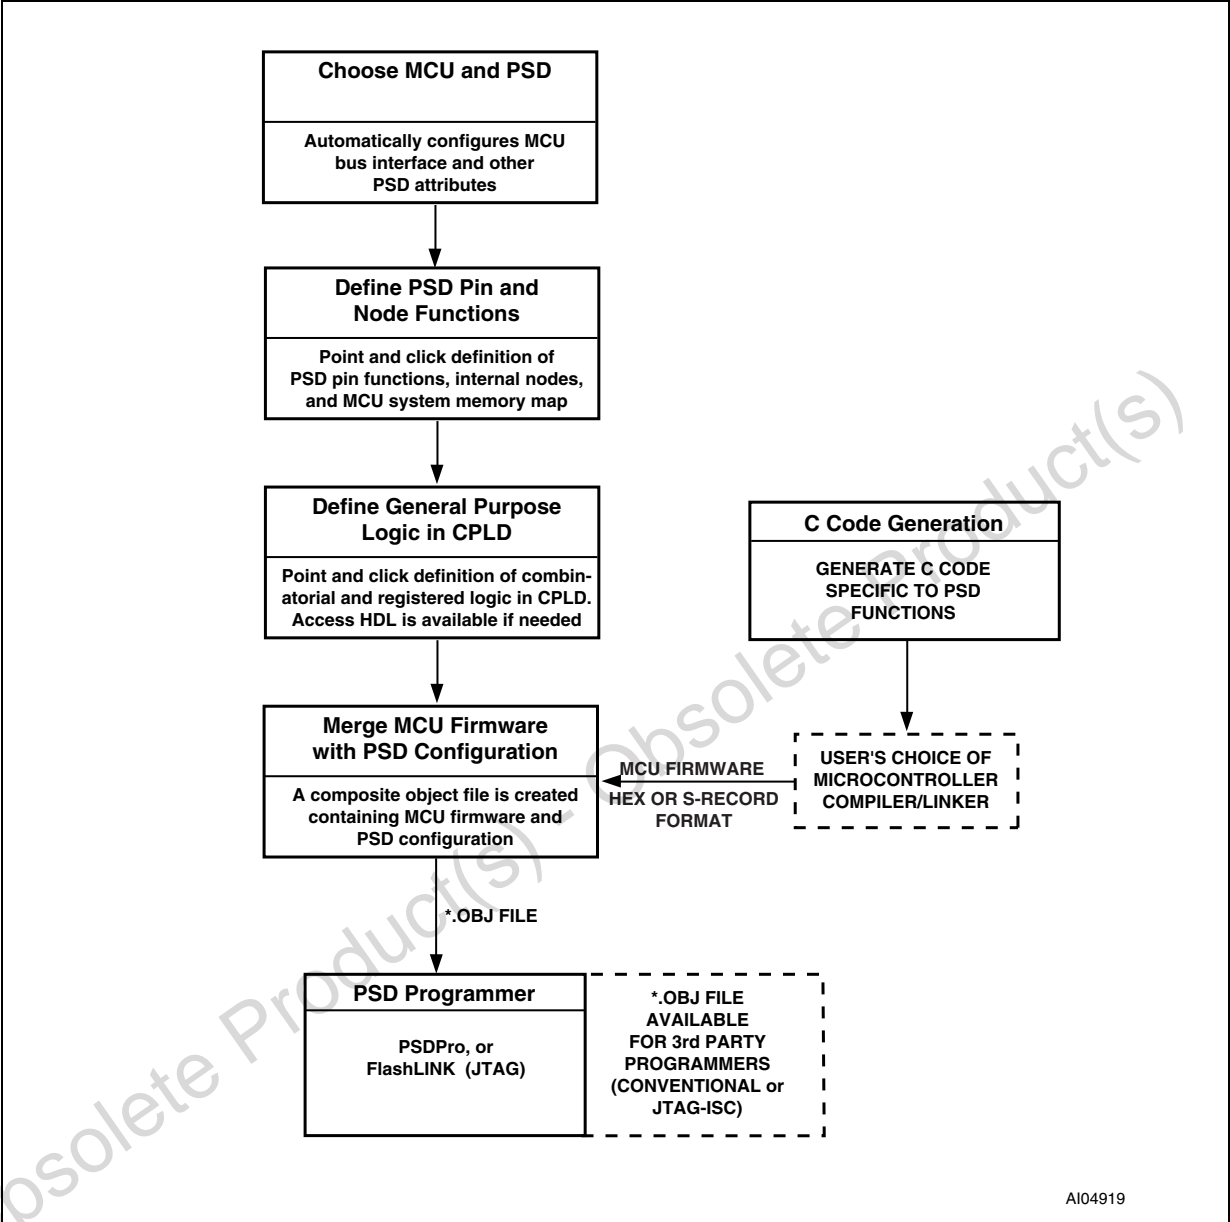 Choose MCU and PSD
Automatically configures MCU
bus interface and other
PSD attributes
Define PSD Pin and
Node Functions
Point and click definition of
PSD pin functions, internal nodes,
and MCU system memory map
Define General Purpose
Logic in CPLD
Point and click definition of combin-
atorial and registered logic in CPLD.
Access HDL is available if needed
C Code Generation
GENERATE C CODE
SPECIFIC TO PSD
FUNCTIONS
Merge MCU Firmware
with PSD Configuration
A composite object file is created
containing MCU firmware and
PSD configuration
MCU FIRMWARE
HEX OR S-RECORD
FORMAT
USER'S CHOICE OF
MICROCONTROLLER
COMPILER/LINKER
*.OBJ FILE
PSD Programmer
PSDPro, or
FlashLINK (JTAG)
*.OBJ FILE
AVAILABLE
FOR 3rd PARTY
PROGRAMMERS
(CONVENTIONAL or
JTAG-ISC)
AI04919
bsolete Product(s) - Obsolete Product(s)